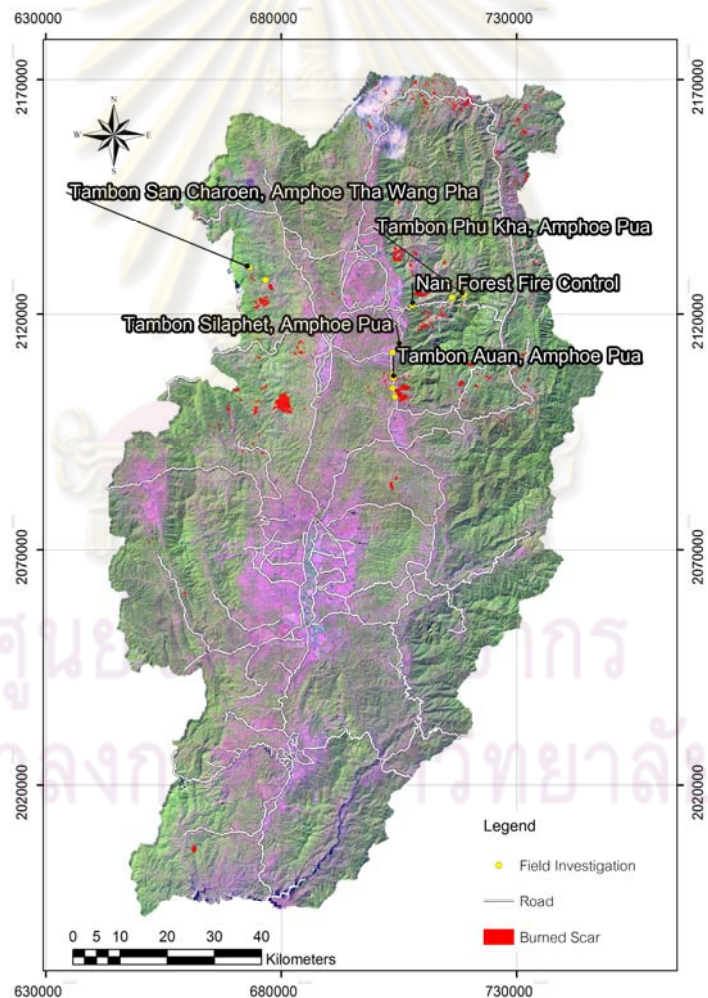 630000 680000 730000
2170000 2170000
N
W E
S
Tambon San Charoen, Amphoe Tha Wang Pha
Tambon Phu Kha, Amphoe Pua
Nan Forest Fire Control
2120000 2120000
Tambon Silaphet, Amphoe Pua
Tambon Auan, Amphoe Pua
2070000 2070000
2020000 2020000
Legend
Field Investigation
Road
Burned Scar
0 5 10 20 30 40
Kilometers
630000 680000 730000